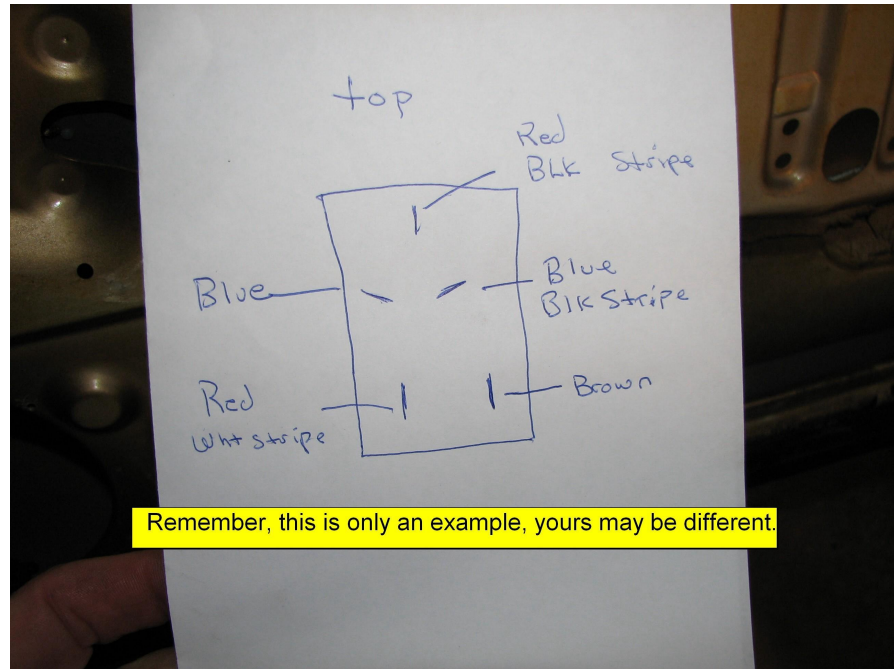 top
Red
BLK Stripe
Blue
Blue
Blk Stripe
Red
Wht stripe
Brown
Remember, this is only an example, yours may be different.